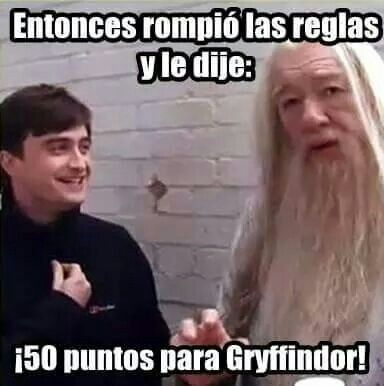 Entonces rompió las reglas
y le dije:
¡50 puntos para Gryffindor!